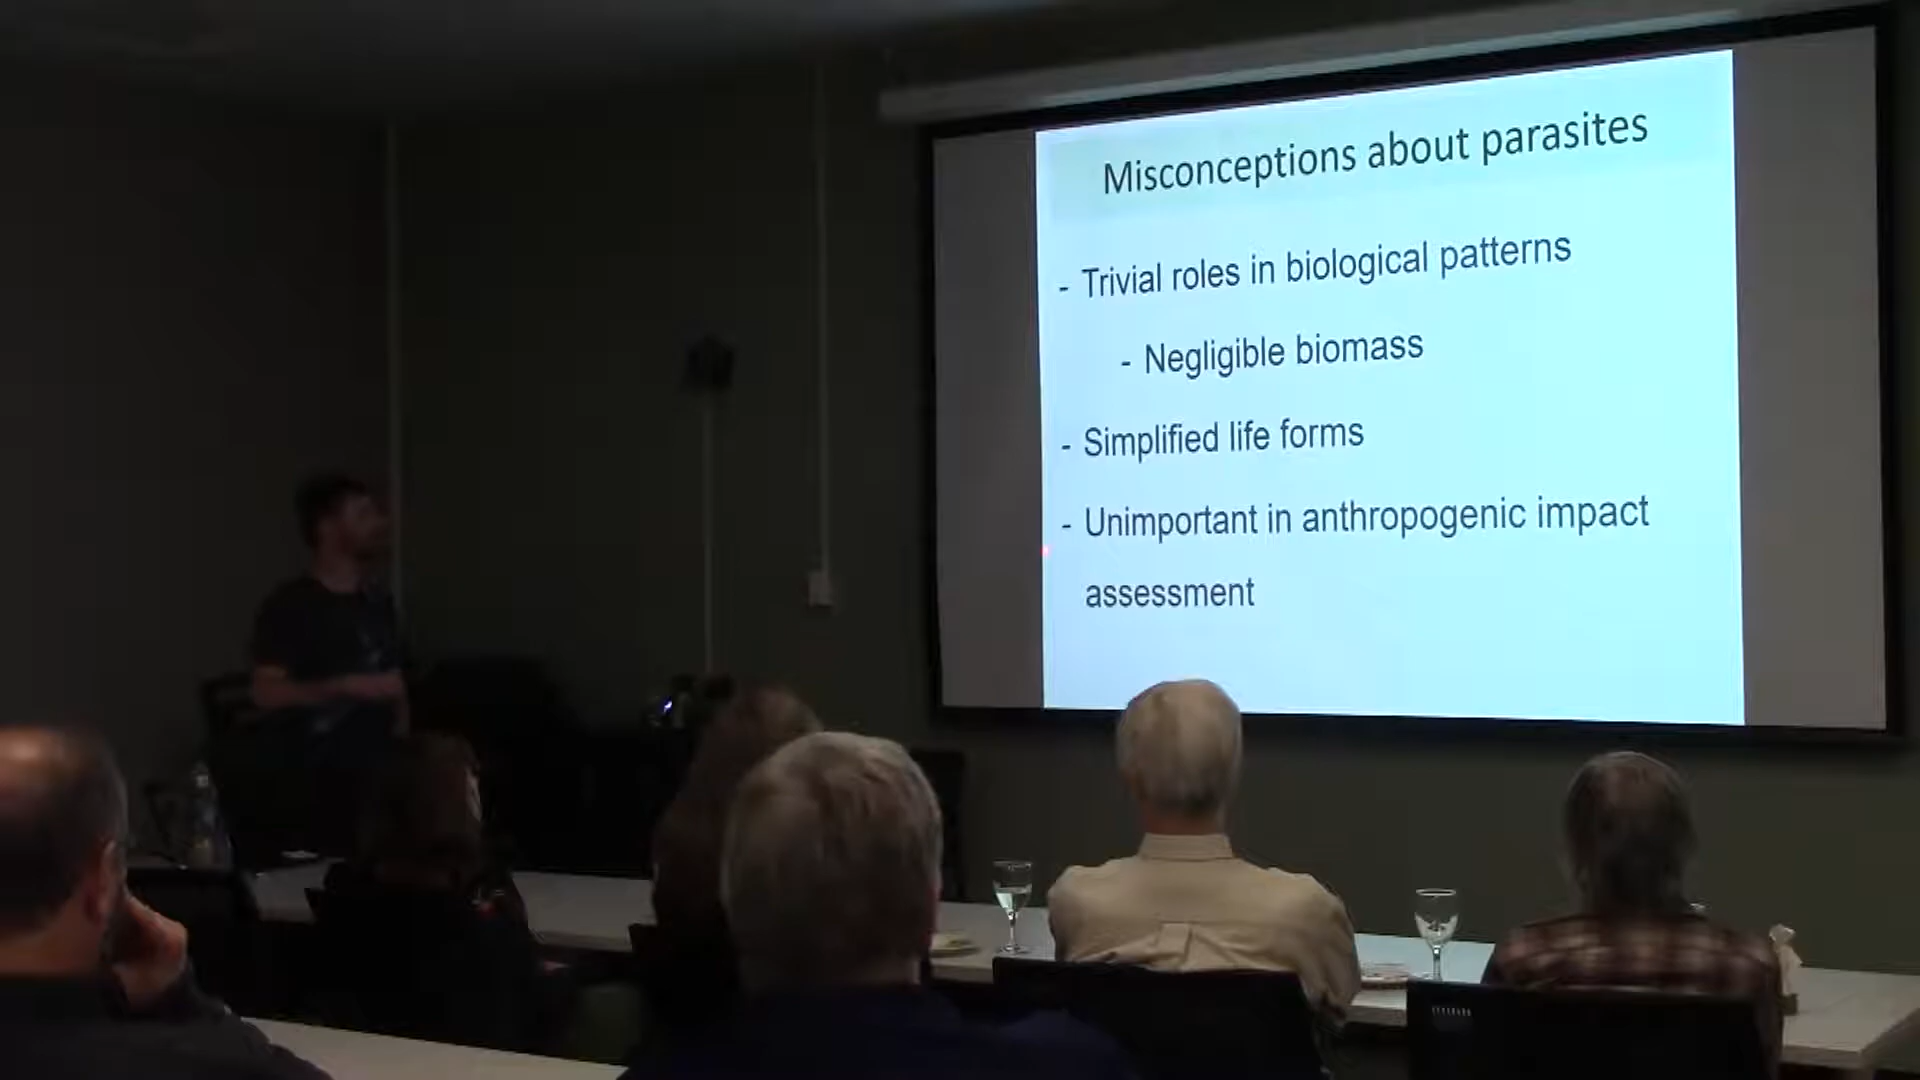 Misconceptions about parasites
- Trivial roles in biological patterns
- Negligible biomass
- Simplified life forms
- Unimportant in anthropogenic impact
assessment